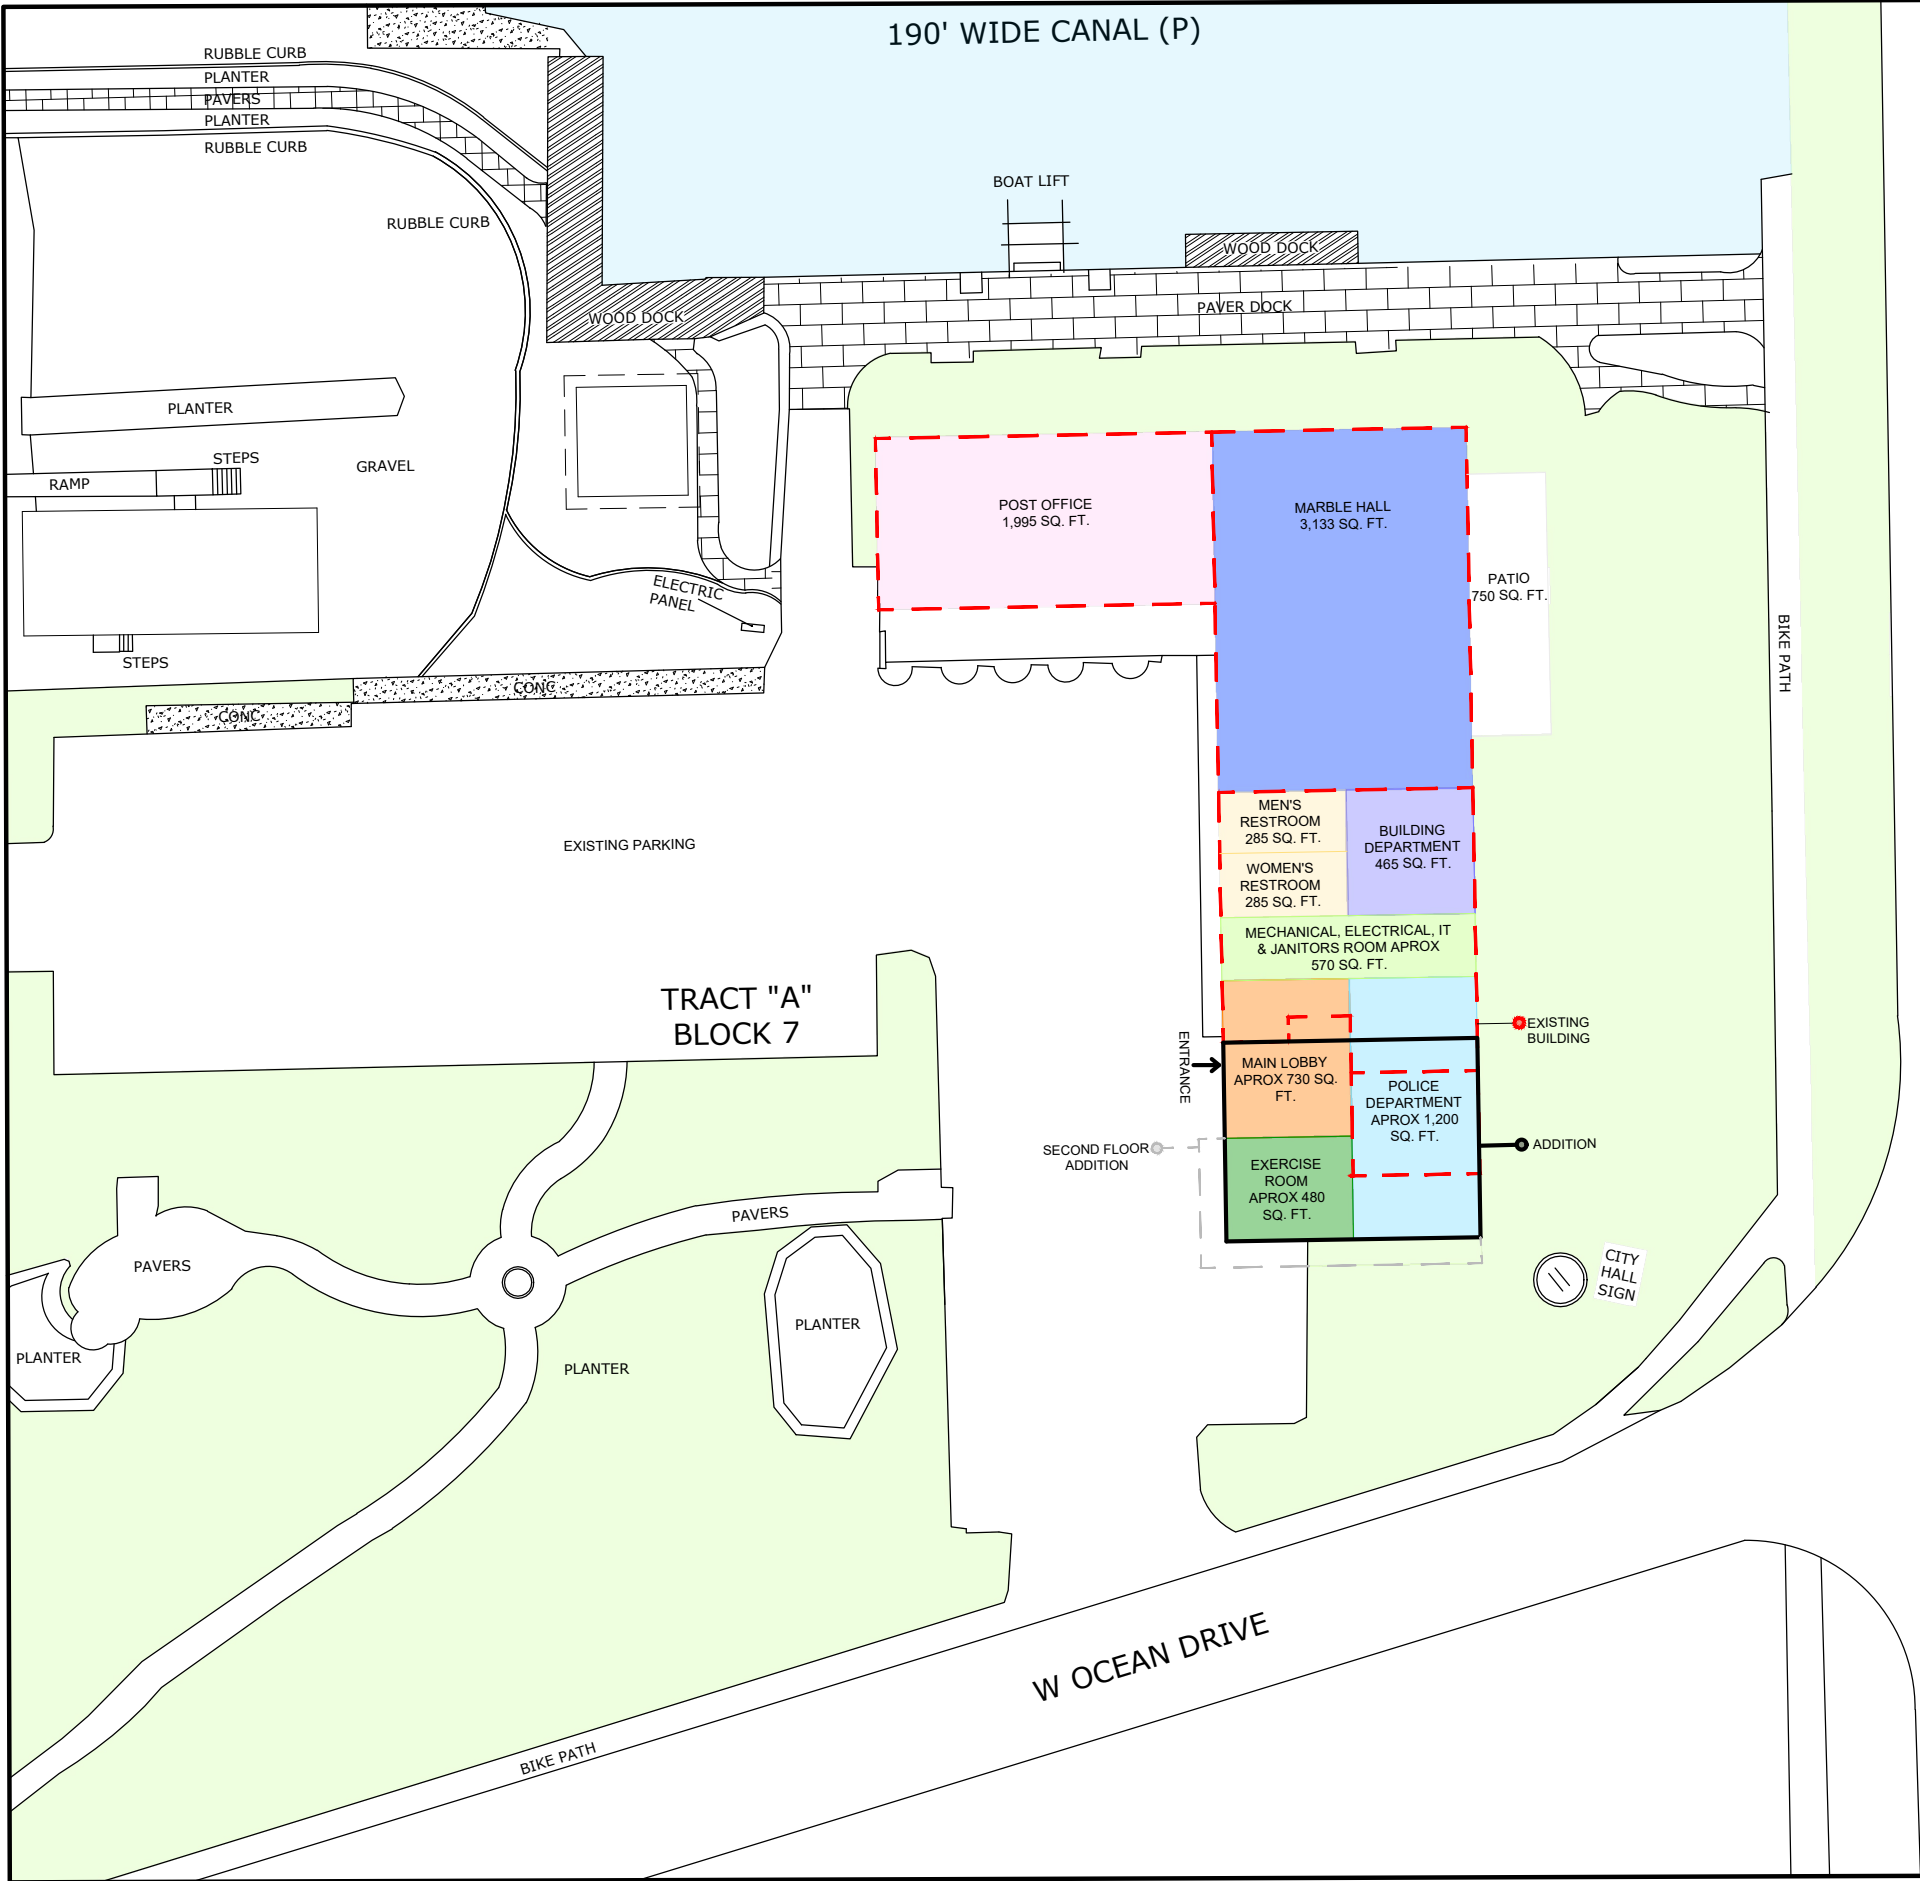 190' WIDE CANAL (P)
RUBBLE CURB
PLANTER
PAVERS
PLANTER
RUBBLE CURB
RUBBLE CURB
BOAT LIFT
WOOD DOCK
PAVER DOCK
WOOD DOCK
PLANTER
STEPS
GRAVEL
RAMP
STEPS
ELECTRIC
PANEL
CONC
CONC
POST OFFICE
1,995 SQ. FT.
MARBLE HALL
3,133 SQ. FT.
PATIO
750 SQ. FT.
BIKE PATH
EXISTING PARKING
MEN'S
RESTROOM
285 SQ. FT.
BUILDING
DEPARTMENT
465 SQ. FT.
WOMEN'S
RESTROOM
285 SQ. FT.
MECHANICAL, ELECTRICAL, IT
& JANITORS ROOM APROX
570 SQ. FT.
TRACT "A"
BLOCK 7
EXISTING
BUILDING
ENTRANCE
MAIN LOBBY
APROX 730 SQ.
FT.
POLICE
DEPARTMENT
APROX 1,200
SQ. FT.
ADDITION
SECOND FLOOR
ADDITION
EXERCISE
ROOM
APROX 480
SQ. FT.
PAVERS
PAVERS
CITY
HALL
SIGN
PLANTER
PLANTER
PLANTER
W OCEAN DRIVE
BIKE PATH